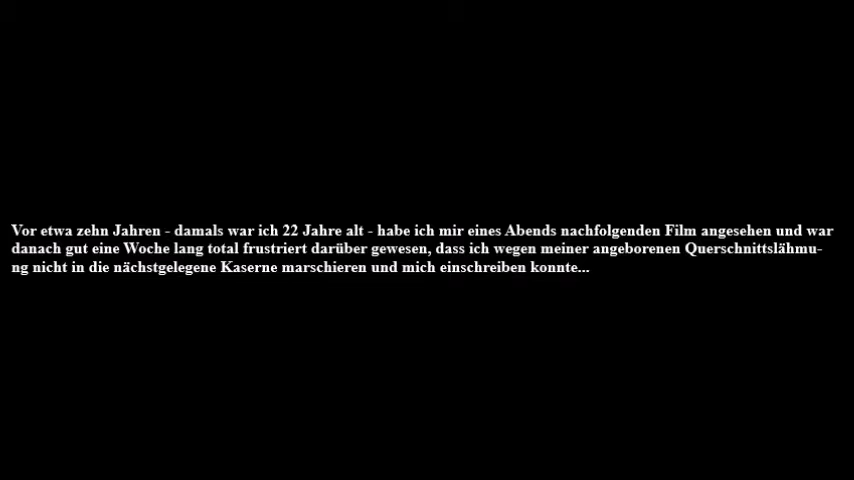 Vor etwa zehn Jahren - damals war ich 22 Jahre alt - habe ich mir eines Abends nachfolgenden Film angesehen und war
danach gut eine Woche lang total frustriert darüber gewesen, dass ich wegen meiner angeborenen Querschnittslähmu-
ng nicht in die nächstgelegene Kaserne marschieren und mich einschreiben konnte...